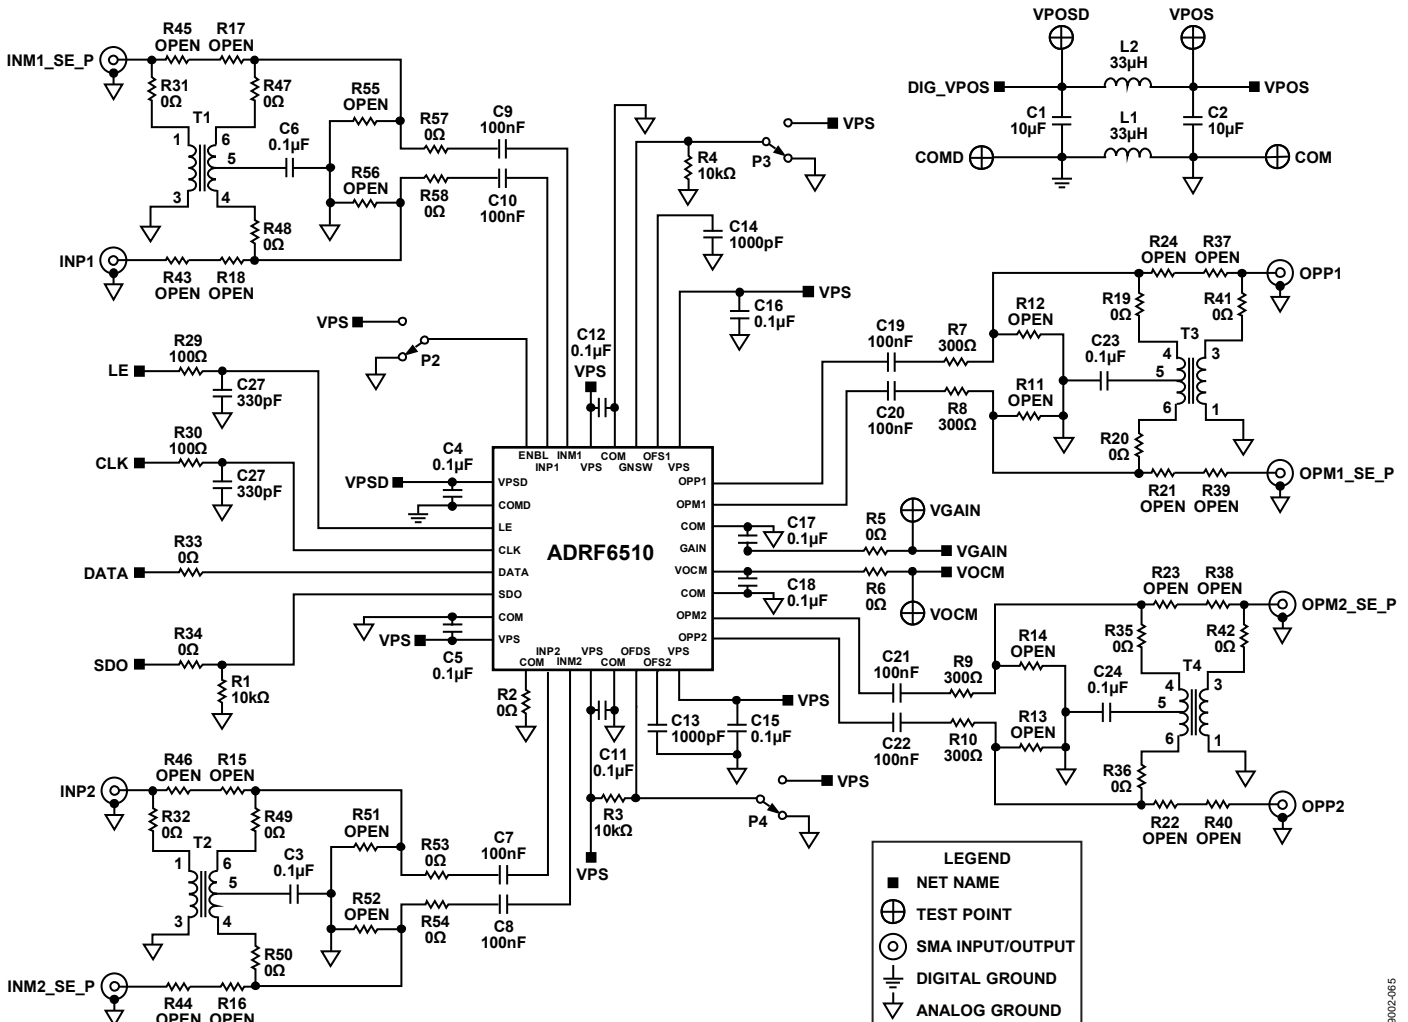 INM1_SE_P
R45
OPEN
R17
OPEN
R31
0Ω
R47
0Ω
T1
1
6
5
3
4
C6
0.1µF
R55
OPEN
R56
OPEN
R57
0Ω
R58
0Ω
C9
100nF
C10
100nF
R48
0Ω
INP1
R43
OPEN
R18
OPEN
R4
10kΩ
P3
VPS
C14
1000pF
C16
0.1µF
VPS
VPOSD
VPOS
L2
33µH
DIG_VPOS
VPOS
C1
10µF
L1
33µH
C2
10µF
COMD
COM
VPS
P2
C12
0.1µF
VPS
LE
R29
100Ω
C27
330pF
CLK
R30
100Ω
C27
330pF
C4
0.1µF
VPSD
DATA
R33
0Ω
SDO
R34
0Ω
R1
10kΩ
VPS
C5
0.1µF
ADRF6510
ENBL
INP1
INM1
VPS
COM
GNSW
OFS1
VPS
VPSD
COMD
LE
CLK
DATA
SDO
COM
VPS
OPP1
OPM1
COM
GAIN
VOCM
COM
OPM2
OPP2
COM
INP2
INM2
VPS
COM
OFDS
OFS2
VPS
C19
100nF
R7
300Ω
C20
100nF
R8
300Ω
R12
OPEN
R11
OPEN
C23
0.1µF
R24
OPEN
R37
OPEN
OPP1
R19
0Ω
R41
0Ω
T3
4
3
5
6
1
R20
0Ω
R21
OPEN
R39
OPEN
OPM1_SE_P
C17
0.1µF
R5
0Ω
VGAIN
VGAIN
VOCM
C18
0.1µF
R6
0Ω
VOCM
C21
100nF
R9
300Ω
C22
100nF
R10
300Ω
R14
OPEN
R13
OPEN
C24
0.1µF
R23
OPEN
R38
OPEN
OPM2_SE_P
R35
0Ω
R42
0Ω
T4
4
3
5
6
1
R36
0Ω
R22
OPEN
R40
OPEN
OPP2
R2
0Ω
C11
0.1µF
C13
1000pF
C15
0.1µF
VPS
R3
10kΩ
VPS
P4
VPS
INP2
R46
OPEN
R15
OPEN
R32
0Ω
R49
0Ω
T2
1
6
5
3
4
C3
0.1µF
R51
OPEN
R52
OPEN
R53
0Ω
R54
0Ω
C7
100nF
C8
100nF
R50
0Ω
INM2_SE_P
R44
OPEN
R16
OPEN
LEGEND
NET NAME
TEST POINT
SMA INPUT/OUTPUT
DIGITAL GROUND
ANALOG GROUND
9002-065